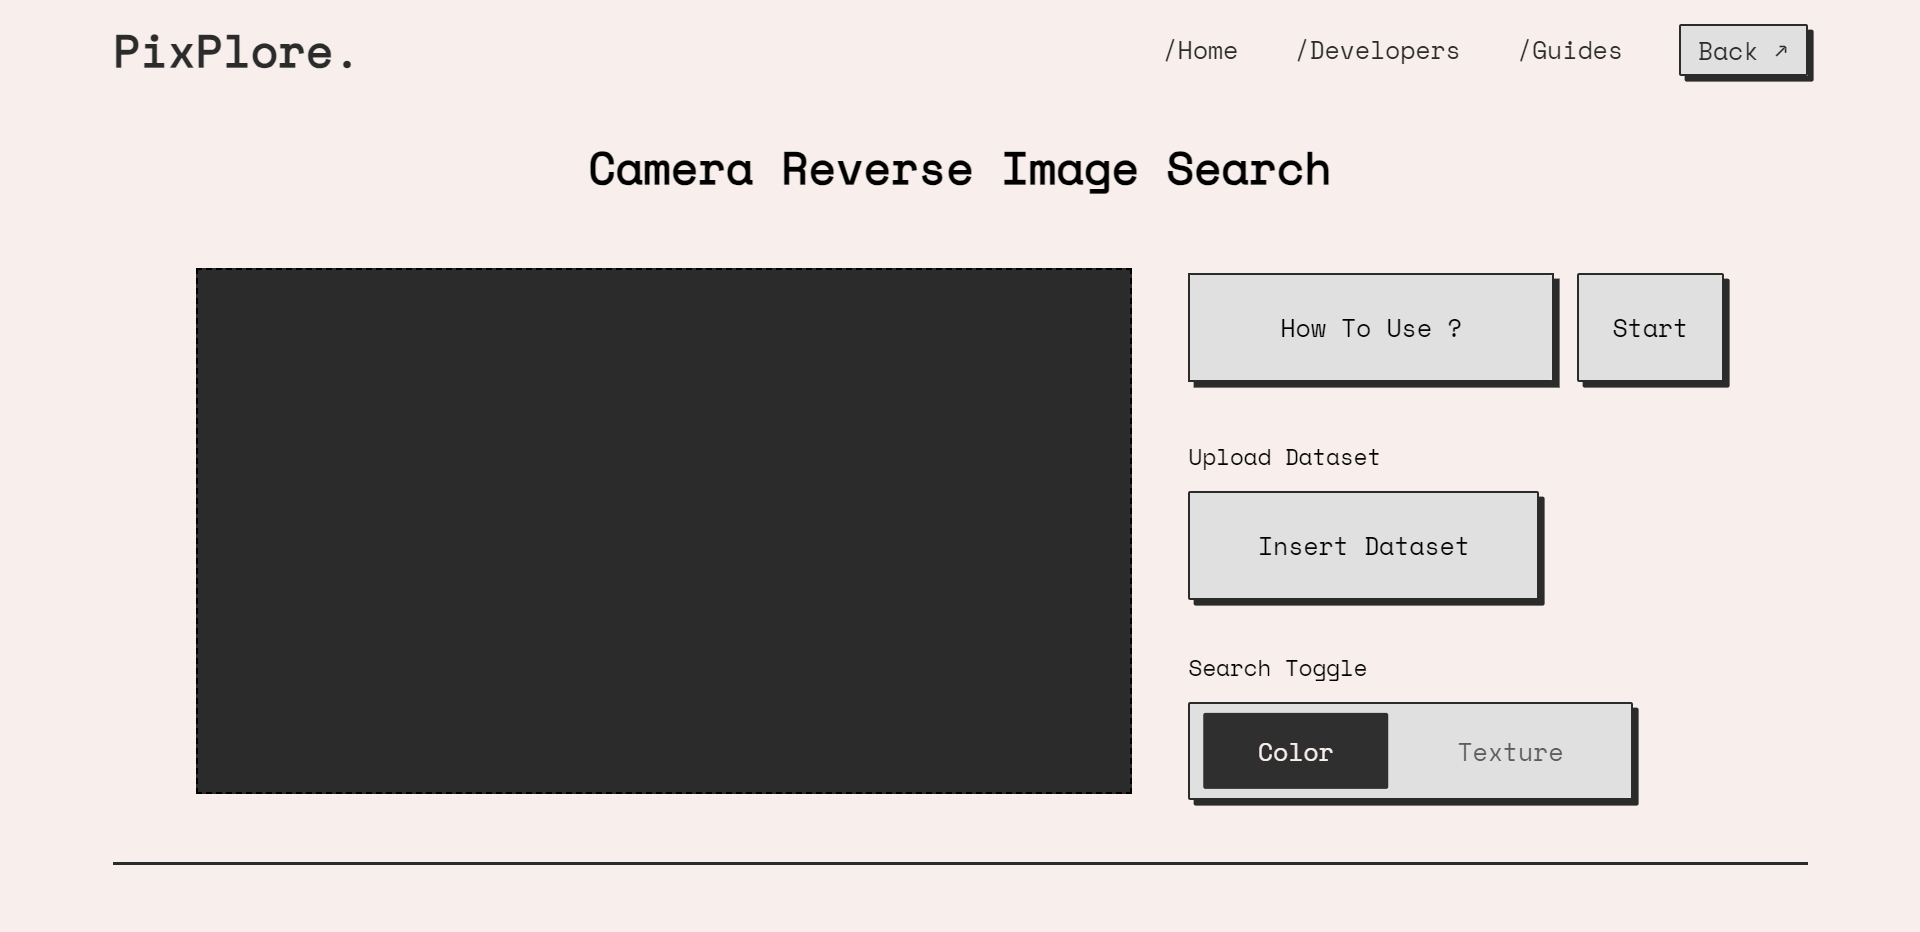 PixPlore.
/Home /Developers /Guides Back ↗
Camera Reverse Image Search
How To Use ? Start
Upload Dataset
Insert Dataset
Search Toggle
Color Texture